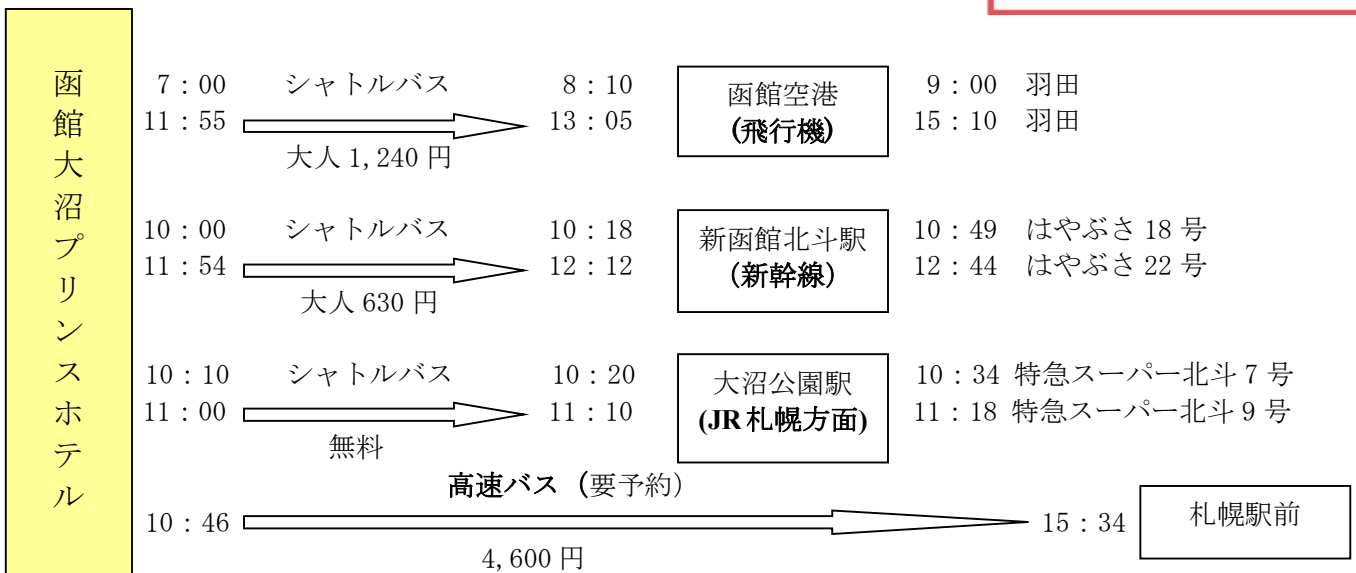 函館大沼プリンスホテル
7：00 シャトルバス 8：10 函館空港 9：00 羽田
11：55 13：05 (飛行機) 15：10 羽田
大人 1,240 円
10：00 シャトルバス 10：18 新函館北斗駅 10：49 はやぶさ 18 号
11：54 12：12 (新幹線) 12：44 はやぶさ 22 号
大人 630 円
10：10 シャトルバス 10：20 大沼公園駅 10：34 特急スーパー北斗 7 号
11：00 11：10 (JR 札幌方面) 11：18 特急スーパー北斗 9 号
無料
高速バス（要予約）
10：46 15：34 札幌駅前
4,600 円